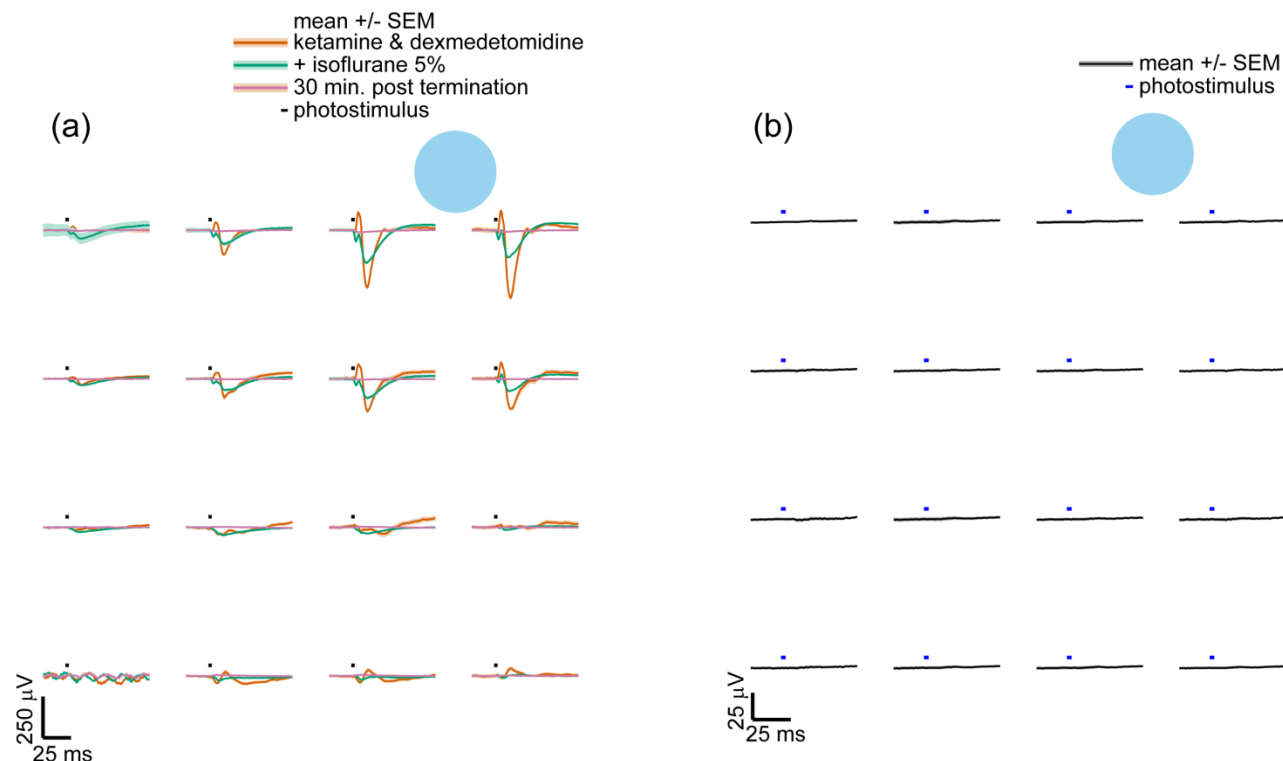 mean +/- SEM
ketamine & dexmedetomidine
+ isoflurane 5%
30 min. post termination
photostimulus
(a)
250 μV
25 ms
mean +/- SEM
photostimulus
(b)
25 μV
25 ms